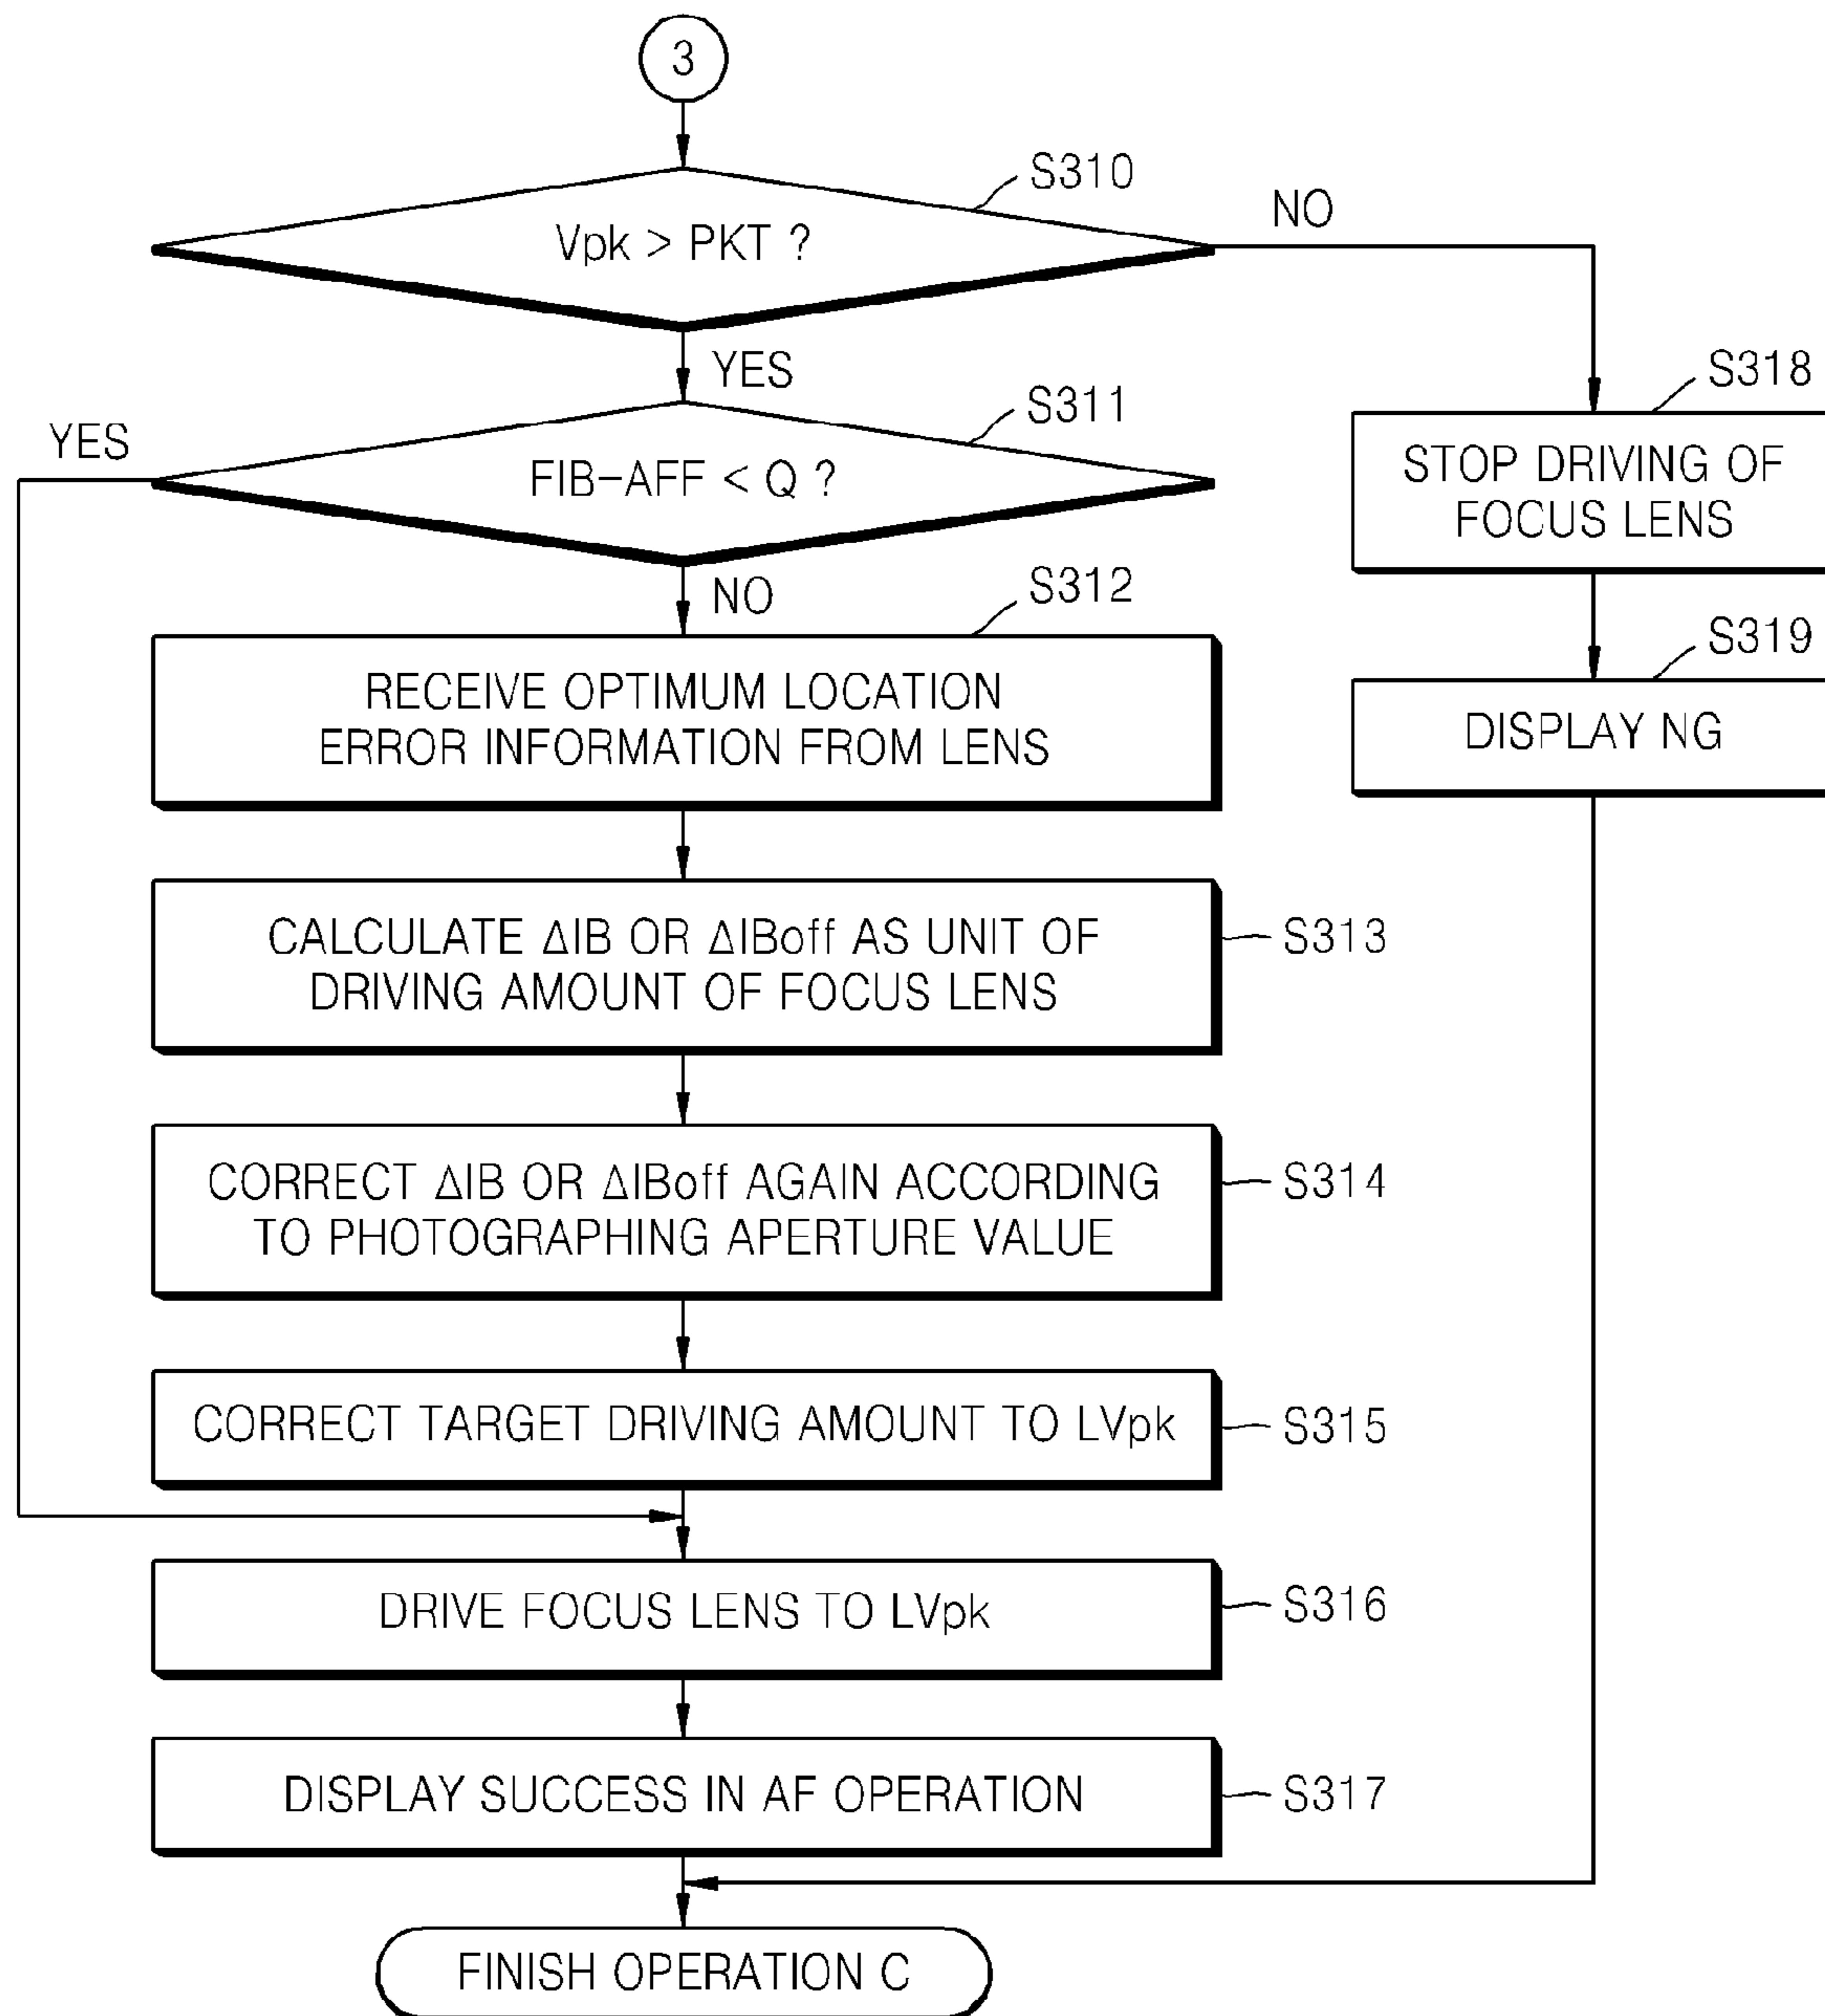 3
S310
Vpk > PKT ?
NO
YES
S311
YES
FIB-AFF < Q ?
NO
S312
RECEIVE OPTIMUM LOCATION
ERROR INFORMATION FROM LENS
CALCULATE ΔIB OR ΔIBoff AS UNIT OF
DRIVING AMOUNT OF FOCUS LENS
S313
CORRECT ΔIB OR ΔIBoff AGAIN ACCORDING
TO PHOTOGRAPHING APERTURE VALUE
S314
CORRECT TARGET DRIVING AMOUNT TO LVpk
S315
DRIVE FOCUS LENS TO LVpk
S316
DISPLAY SUCCESS IN AF OPERATION
S317
S318
STOP DRIVING OF
FOCUS LENS
S319
DISPLAY NG
FINISH OPERATION C